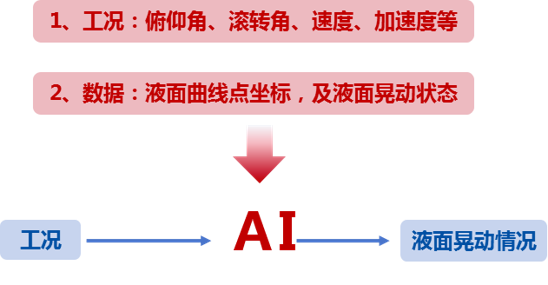 1、工况：俯仰角、滚转角、速度、加速度等
2、数据：液面曲线点坐标，及液面晃动状态
工况
AI
液面晃动情况